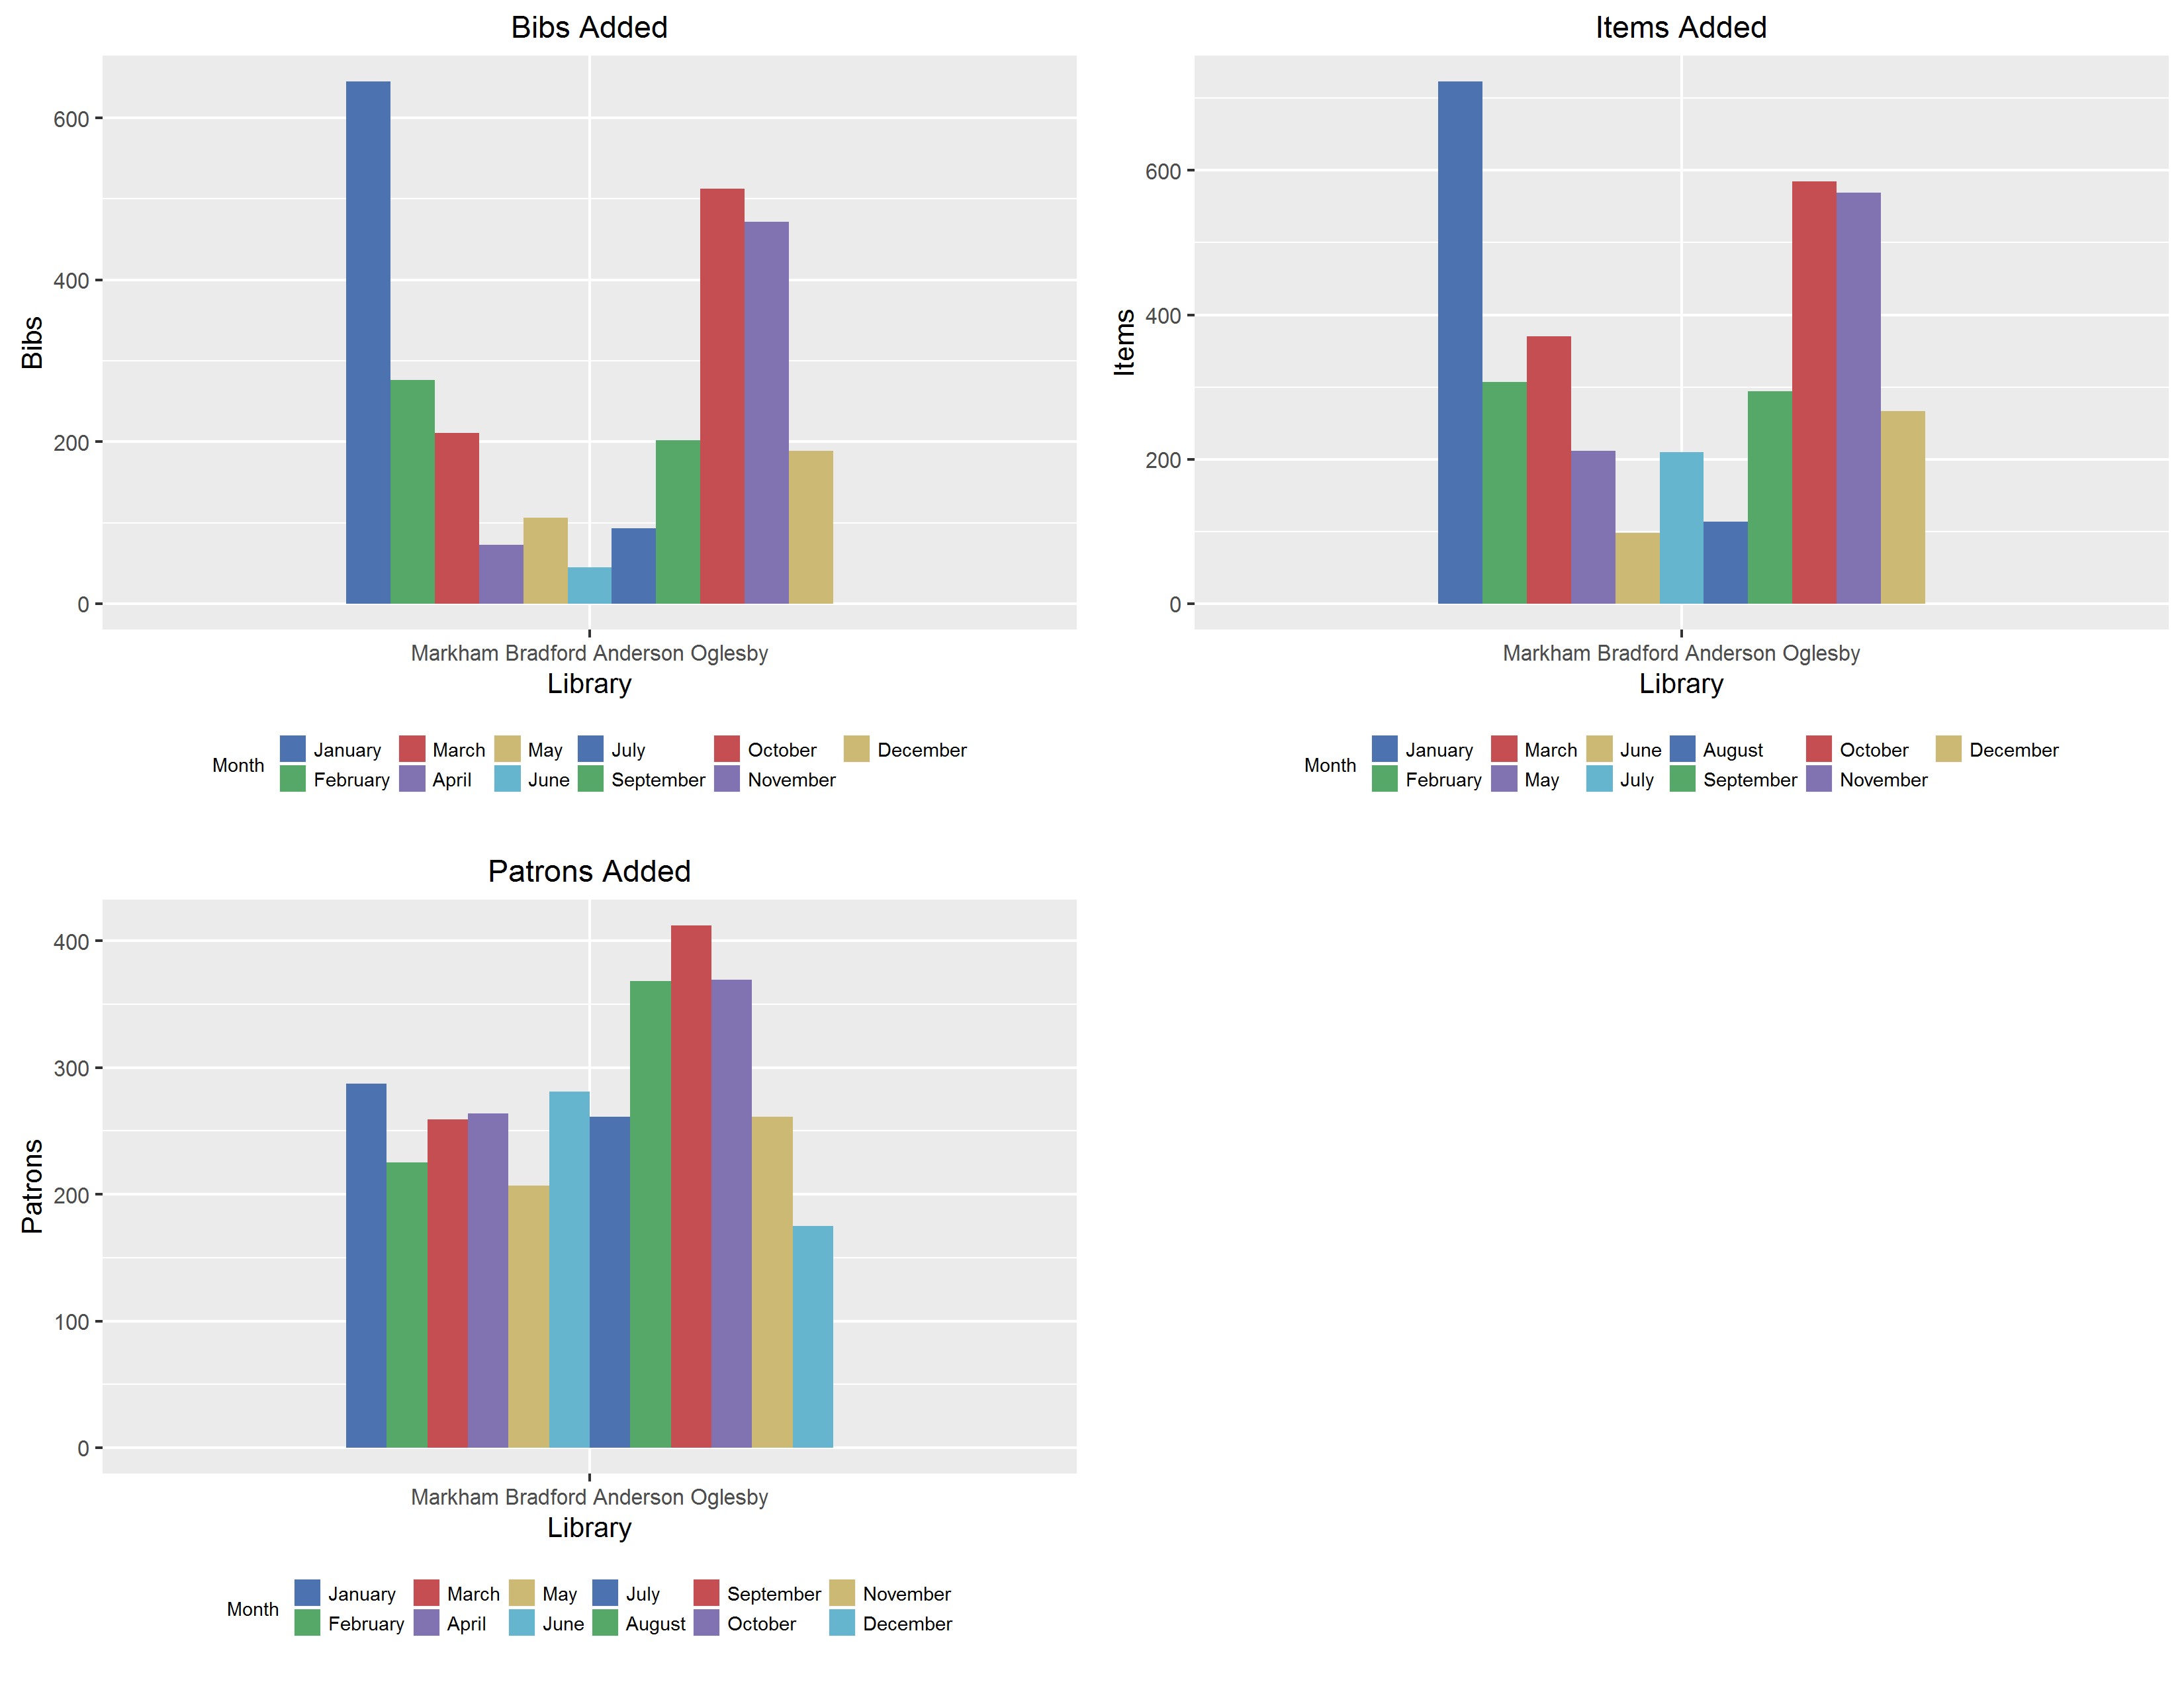 Bibs Added
600
400
200
0
Bibs
Markham Bradford Anderson Oglesby
Library
Month
January March May July October December
February April June September November
Items Added
600
400
200
0
Items
Markham Bradford Anderson Oglesby
Library
Month
January March June August October December
February May July September November
Patrons Added
400
300
200
100
0
Patrons
Markham Bradford Anderson Oglesby
Library
Month
January March May July September November
February April June August October December